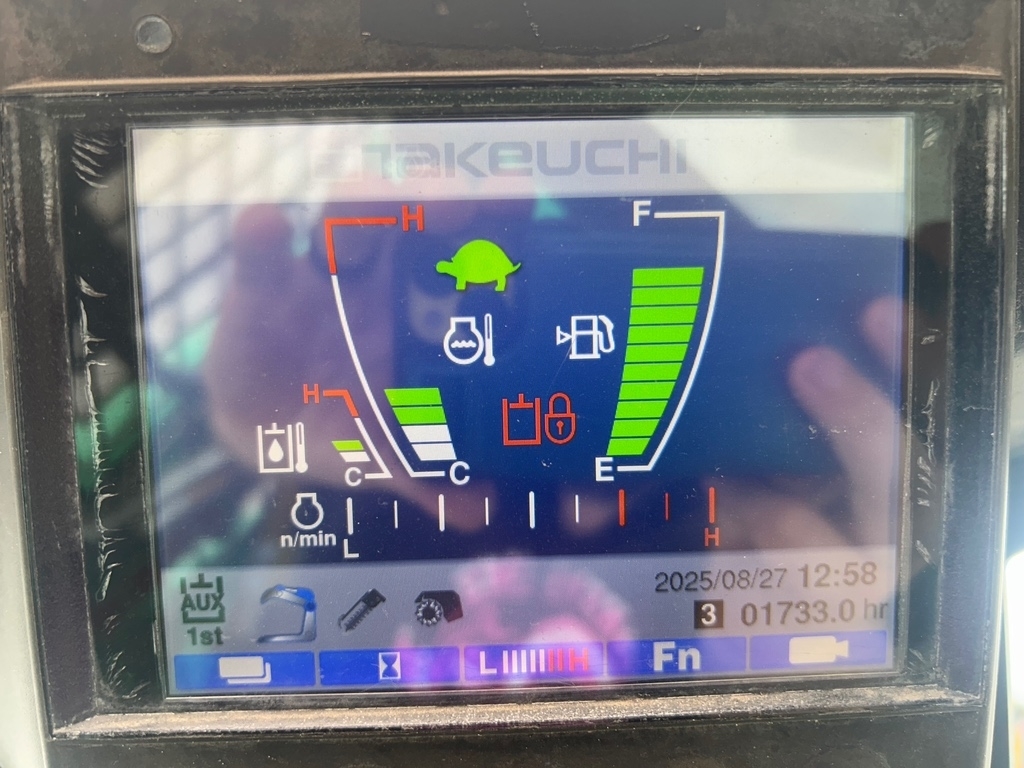 TAKEUCHI
H
F
H
C
C
E
n/min
L
H
AUX
1st
2025/08/27 12:58
3 01733.0 hr
L H
Fn